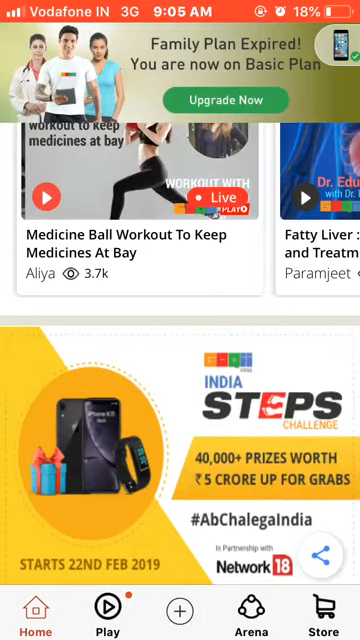 Vodafone IN 3G 9:05 AM 18%
Family Plan Expired!
You are now on Basic Plan
Upgrade Now
workout to keep
medicines at bay
WORKOUT WITH
Live
PLAY
Dr. Edu
with Dr.
Medicine Ball Workout To Keep
Medicines At Bay
Aliya 3.7k
Fatty Liver :
and Treatm
Paramjeet
GOQii
INDIA
STEPS
CHALLENGE
iPhone XR
40,000+ PRIZES WORTH
₹ 5 CRORE UP FOR GRABS
#AbChalegaIndia
In Partnership with
Network 18
STARTS 22ND FEB 2019
Home
Play
Arena
Store